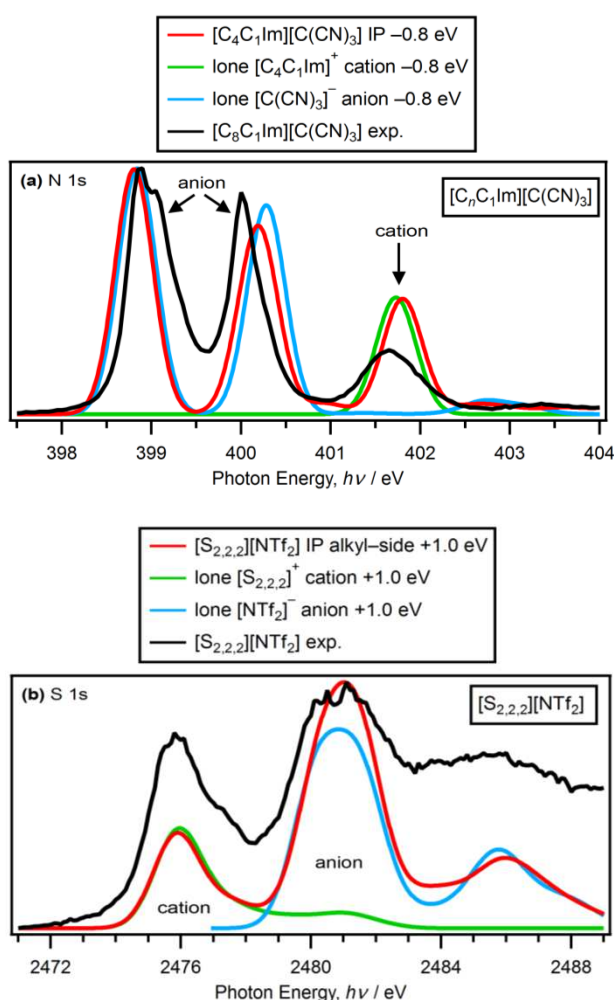 [C₄C₁Im][C(CN)₃] IP –0.8 eV
lone [C₄C₁Im]⁺ cation –0.8 eV
lone [C(CN)₃]⁻ anion –0.8 eV
[C₈C₁Im][C(CN)₃] exp.
(a) N 1s
[CₙC₁Im][C(CN)₃]
anion
cation
398 399 400 401 402 403 404
Photon Energy, hν / eV
[S₂,₂,₂][NTf₂] IP alkyl–side +1.0 eV
lone [S₂,₂,₂]⁺ cation +1.0 eV
lone [NTf₂]⁻ anion +1.0 eV
[S₂,₂,₂][NTf₂] exp.
(b) S 1s
[S₂,₂,₂][NTf₂]
anion
cation
2472 2476 2480 2484 2488
Photon Energy, hν / eV